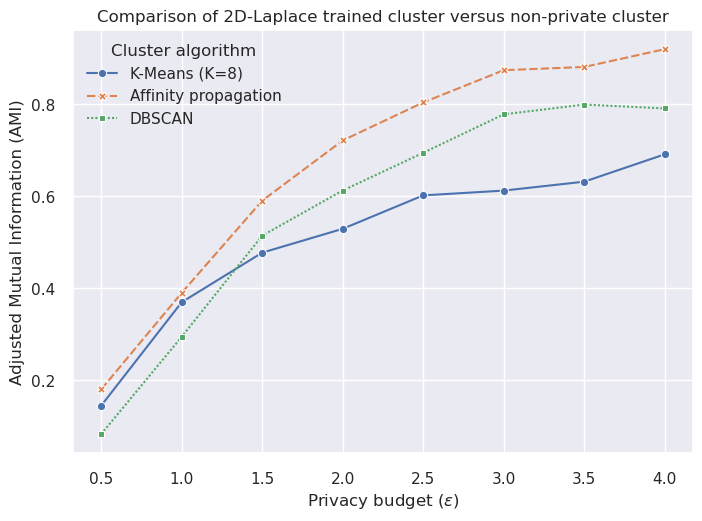 Comparison of 2D-Laplace trained cluster versus non-private cluster
Cluster algorithm
K-Means (K=8)
Affinity propagation
DBSCAN
Adjusted Mutual Information (AMI)
0.8
0.6
0.4
0.2
0.5 1.0 1.5 2.0 2.5 3.0 3.5 4.0
Privacy budget (ε)